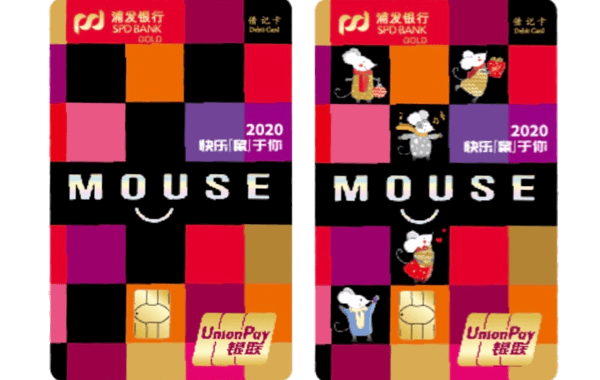 浦发银行
SPD BANK
GOLD
借记卡
Debit Card
2020
快乐「鼠」于你
MOUSE
UnionPay
银联
浦发银行
SPD BANK
GOLD
借记卡
Debit Card
2020
快乐「鼠」于你
MOUSE
UnionPay
银联